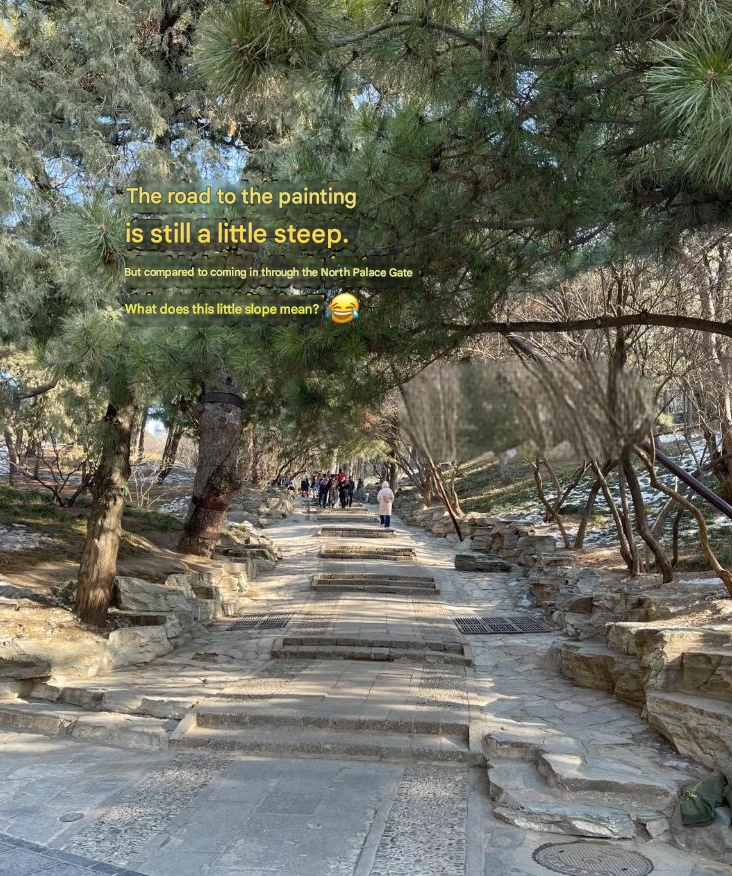 The road to the painting
is still a little steep.
But compared to coming in through the North Palace Gate
What does this little slope mean? 😂